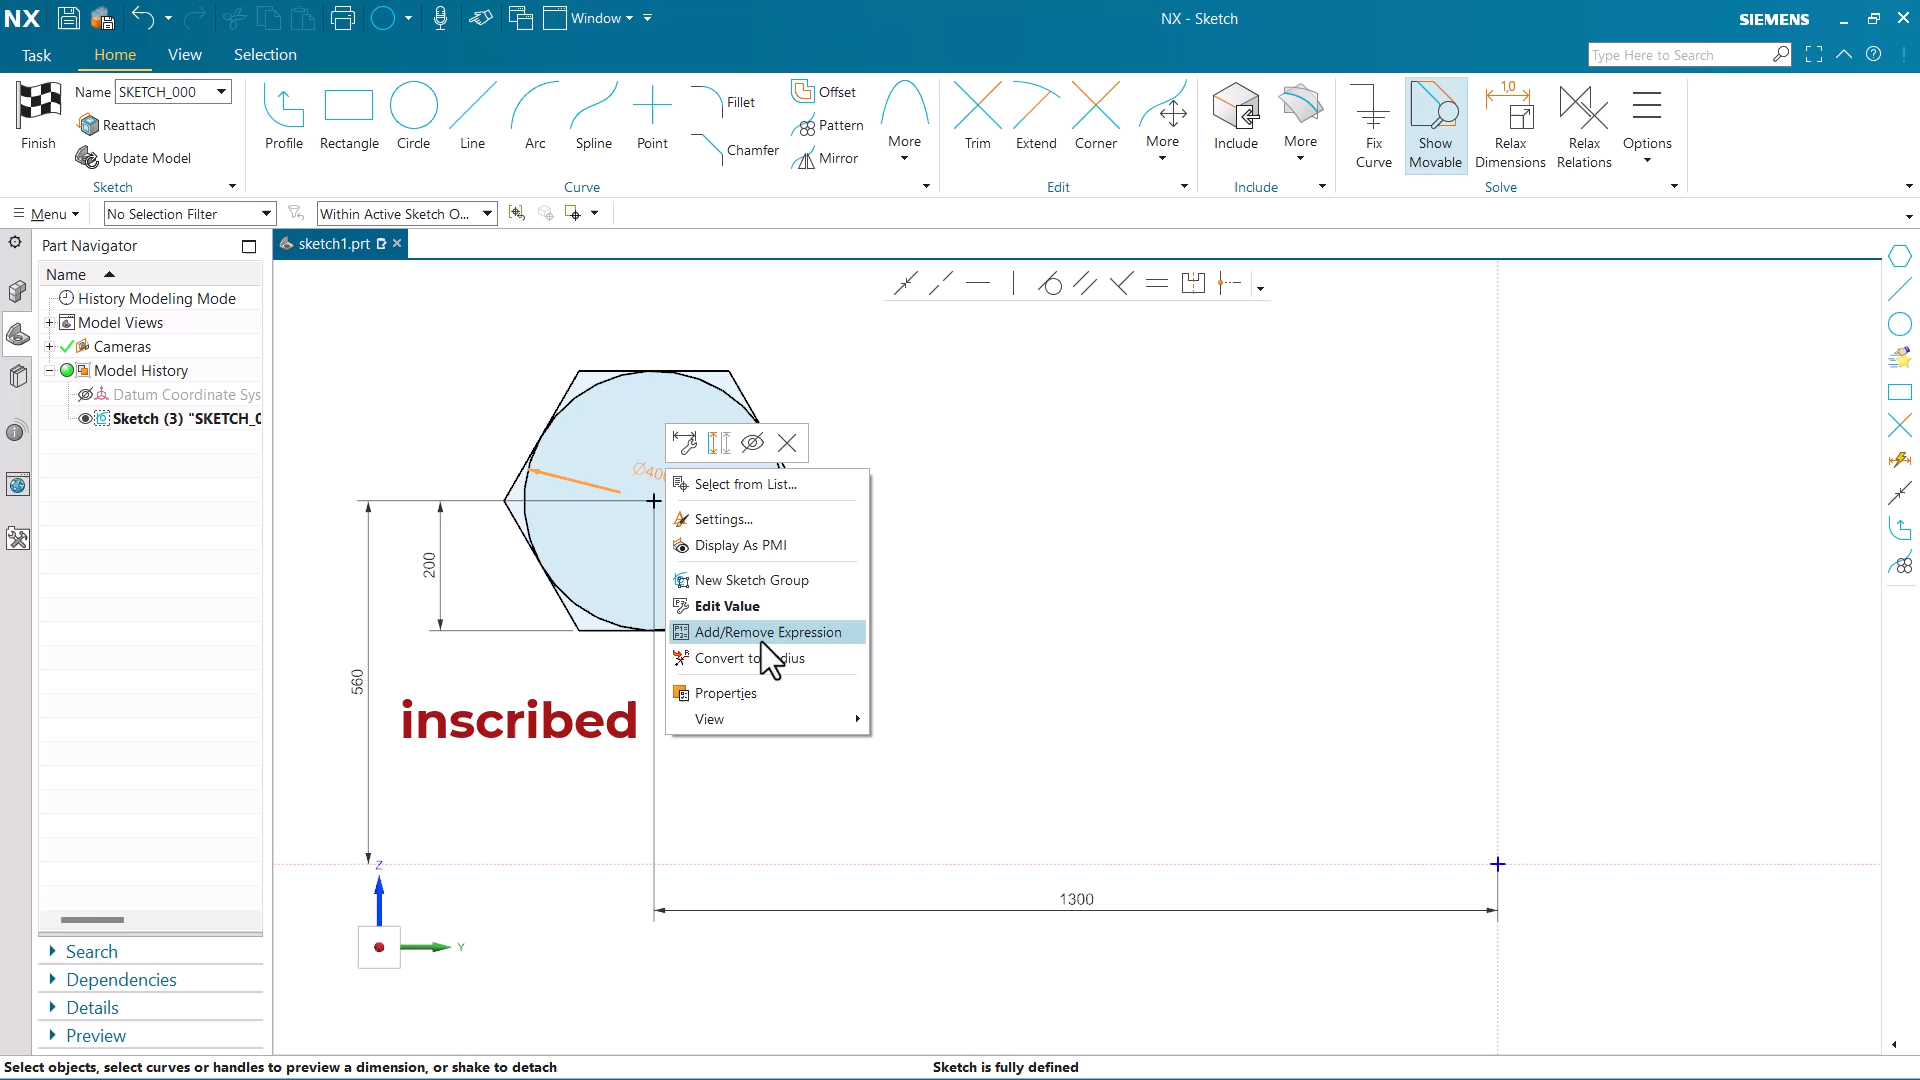 NX
Window
NX - Sketch
SIEMENS
Task
Home
View
Selection
Type Here to Search
Name
SKETCH_000
Reattach
Update Model
Finish
Sketch
Profile
Rectangle
Circle
Line
Arc
Spline
Point
Fillet
Chamfer
Offset
Pattern
Mirror
More
Curve
Trim
Extend
Corner
More
Edit
Include
More
Include
Fix
Curve
Show
Movable
1,0
Relax
Dimensions
Relax
Relations
Options
Solve
Menu
No Selection Filter
Within Active Sketch O...
Part Navigator
sketch1.prt
Name
History Modeling Mode
Model Views
Cameras
Model History
Datum Coordinate Sys
Sketch (3) "SKETCH_0
Search
Dependencies
Details
Preview
Ø400
200
560
1300
inscribed
Z
Y
Select from List...
Settings...
Display As PMI
New Sketch Group
Edit Value
Add/Remove Expression
Convert to dius
Properties
View
Select objects, select curves or handles to preview a dimension, or shake to detach
Sketch is fully defined